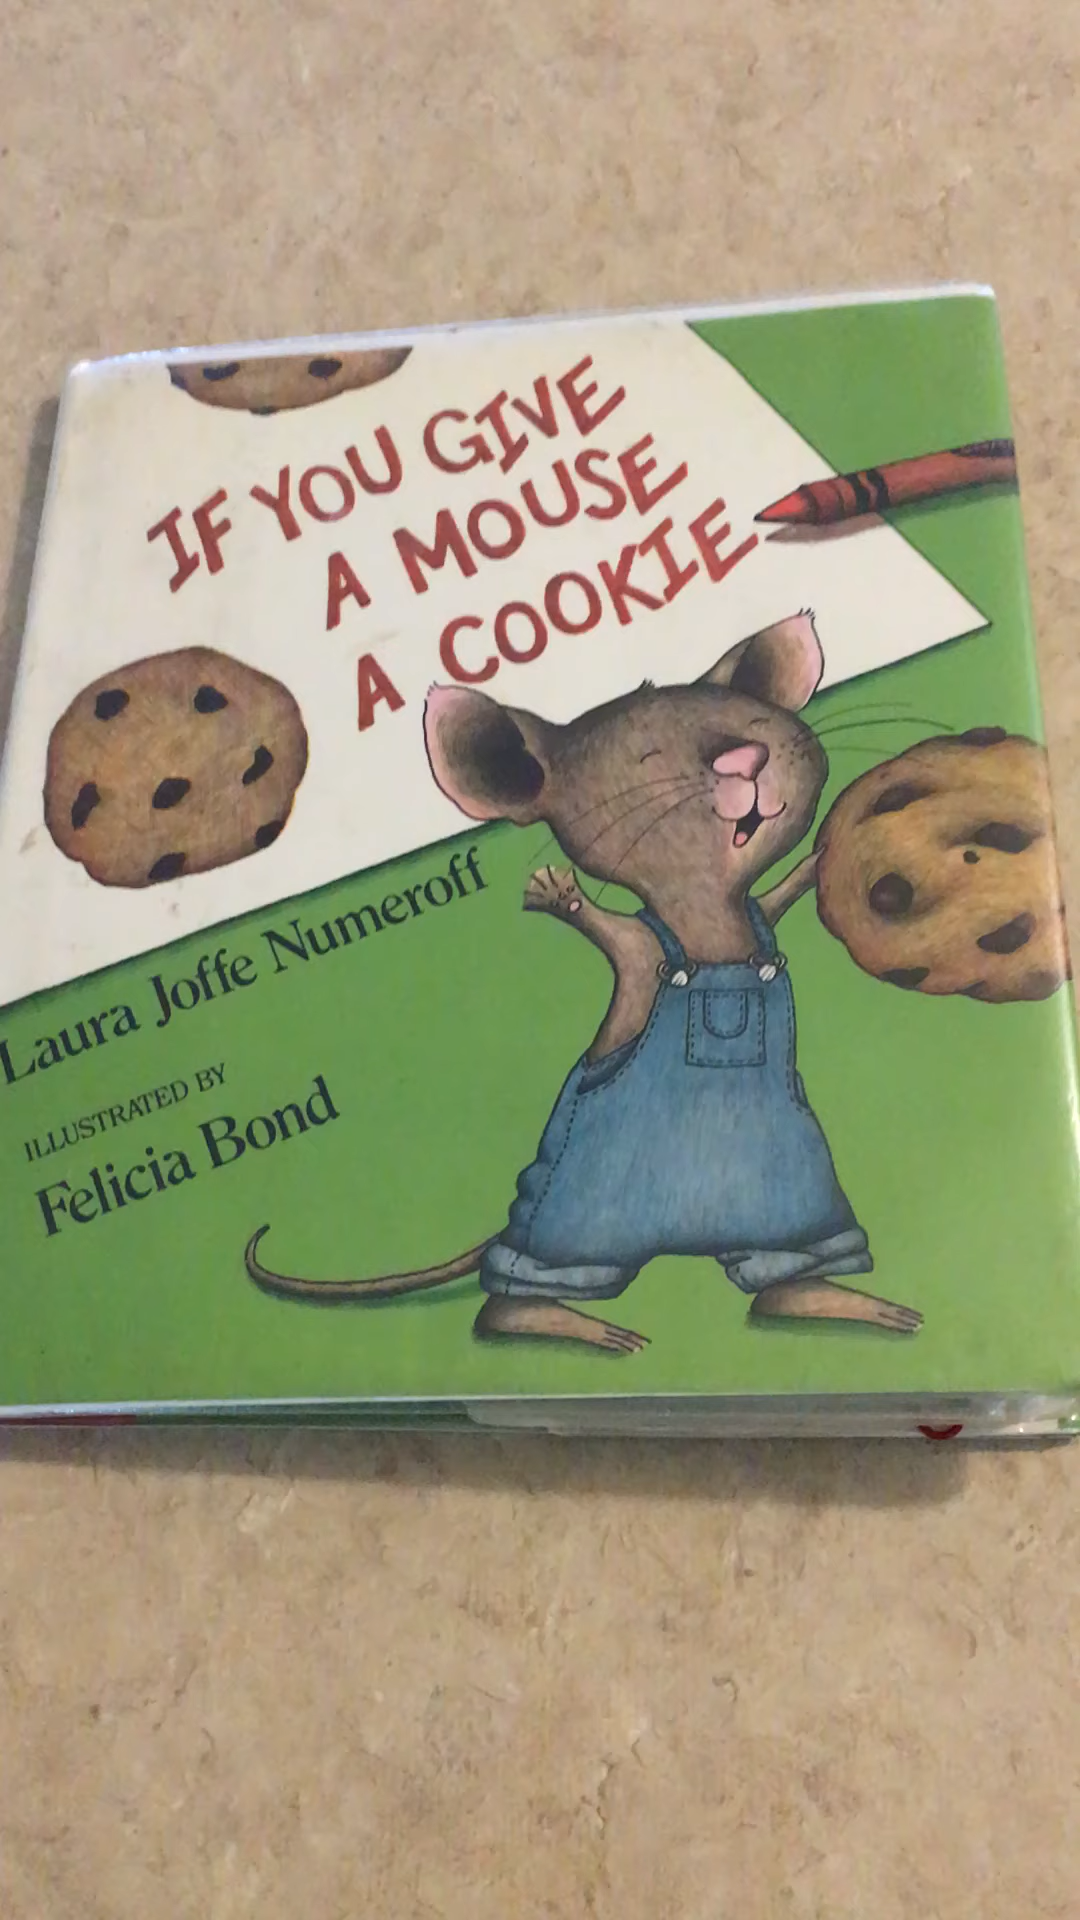 IF YOU GIVE
A MOUSE
A COOKIE
Laura Joffe Numeroff
ILLUSTRATED BY
Felicia Bond